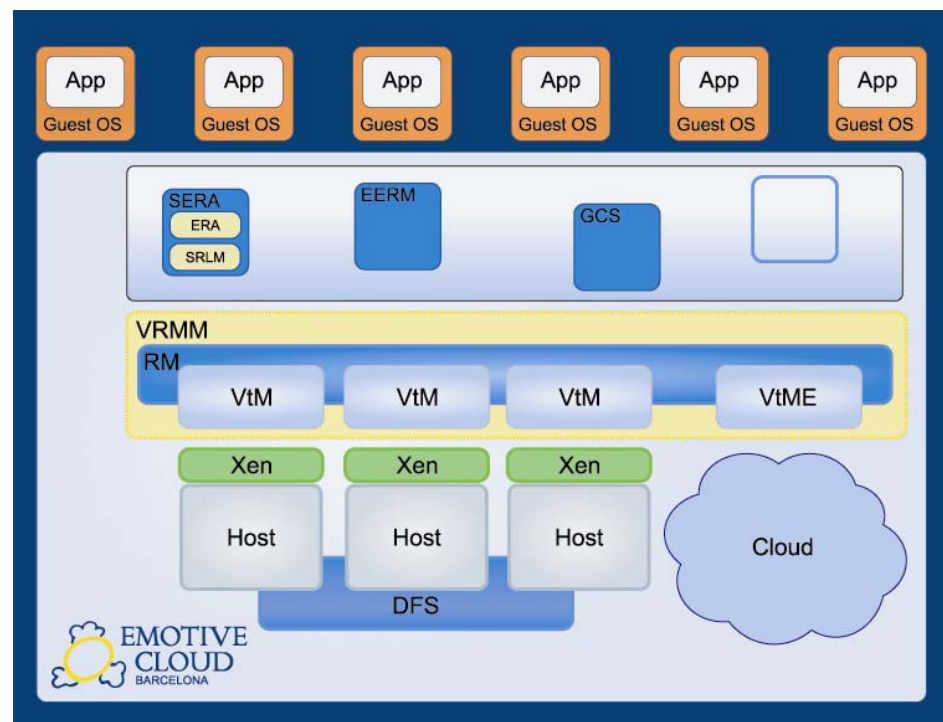 App
Guest OS
App
Guest OS
App
Guest OS
App
Guest OS
App
Guest OS
App
Guest OS
SERA
ERA
SRLM
EERM
GCS
VRMM
RM
VtM
VtM
VtM
VtME
Xen
Xen
Xen
Host
Host
Host
Cloud
DFS
EMOTIVE
CLOUD
BARCELONA